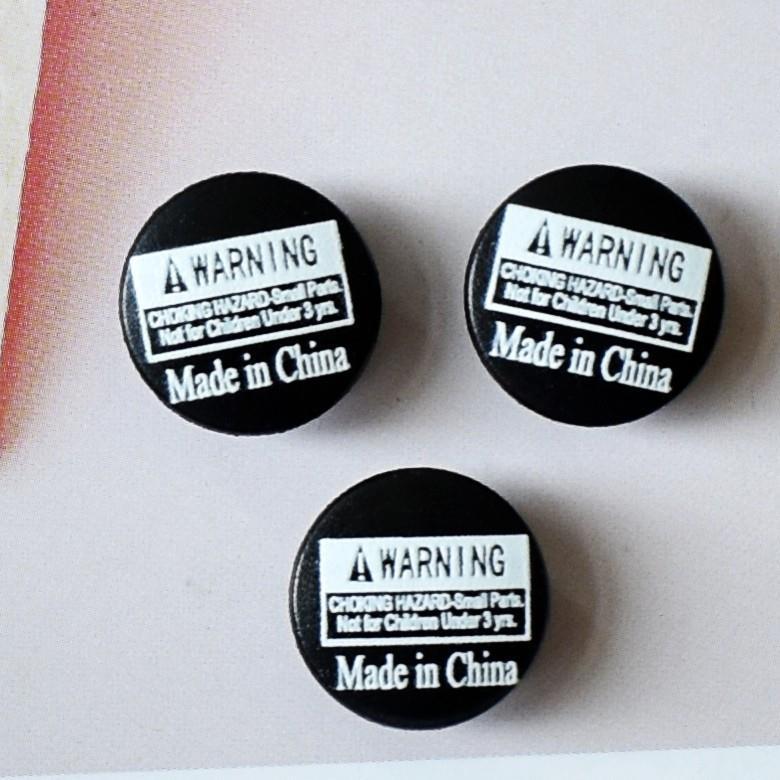 WARNING
CHOKING HAZARD-Small Parts.
Not for Children Under 3 yrs.
Made in China
WARNING
CHOKING HAZARD-Small Parts.
Not for Children Under 3 yrs.
Made in China
WARNING
CHOKING HAZARD-Small Parts.
Not for Children Under 3 yrs.
Made in China